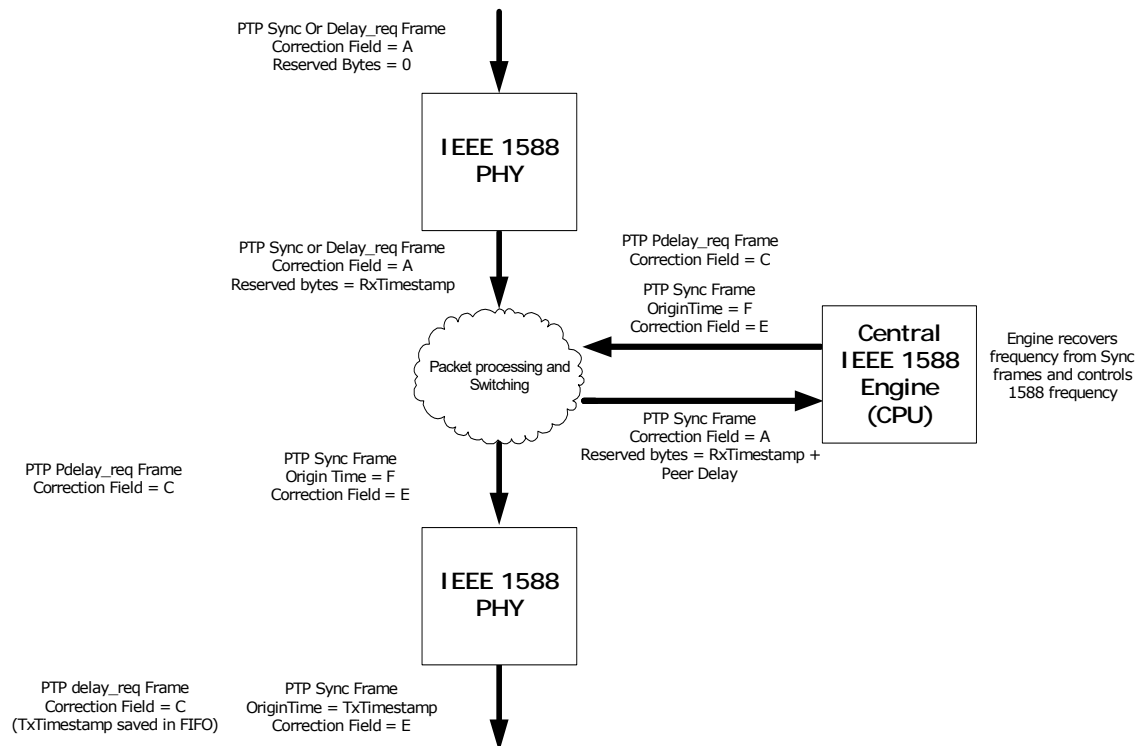 PTP Sync Or Delay_req Frame
Correction Field = A
Reserved Bytes = 0
IEEE 1588
PHY
PTP Sync or Delay_req Frame
Correction Field = A
Reserved bytes = RxTimestamp
PTP Pdelay_req Frame
Correction Field = C
PTP Sync Frame
OriginTime = F
Correction Field = E
Central
IEEE 1588
Engine
(CPU)
Engine recovers
frequency from Sync
frames and controls
1588 frequency
Packet processing and
Switching
PTP Sync Frame
Correction Field = A
Reserved bytes = RxTimestamp +
Peer Delay
PTP Pdelay_req Frame
Correction Field = C
PTP Sync Frame
Origin Time = F
Correction Field = E
IEEE 1588
PHY
PTP delay_req Frame
Correction Field = C
(TxTimestamp saved in FIFO)
PTP Sync Frame
OriginTime = TxTimestamp
Correction Field = E